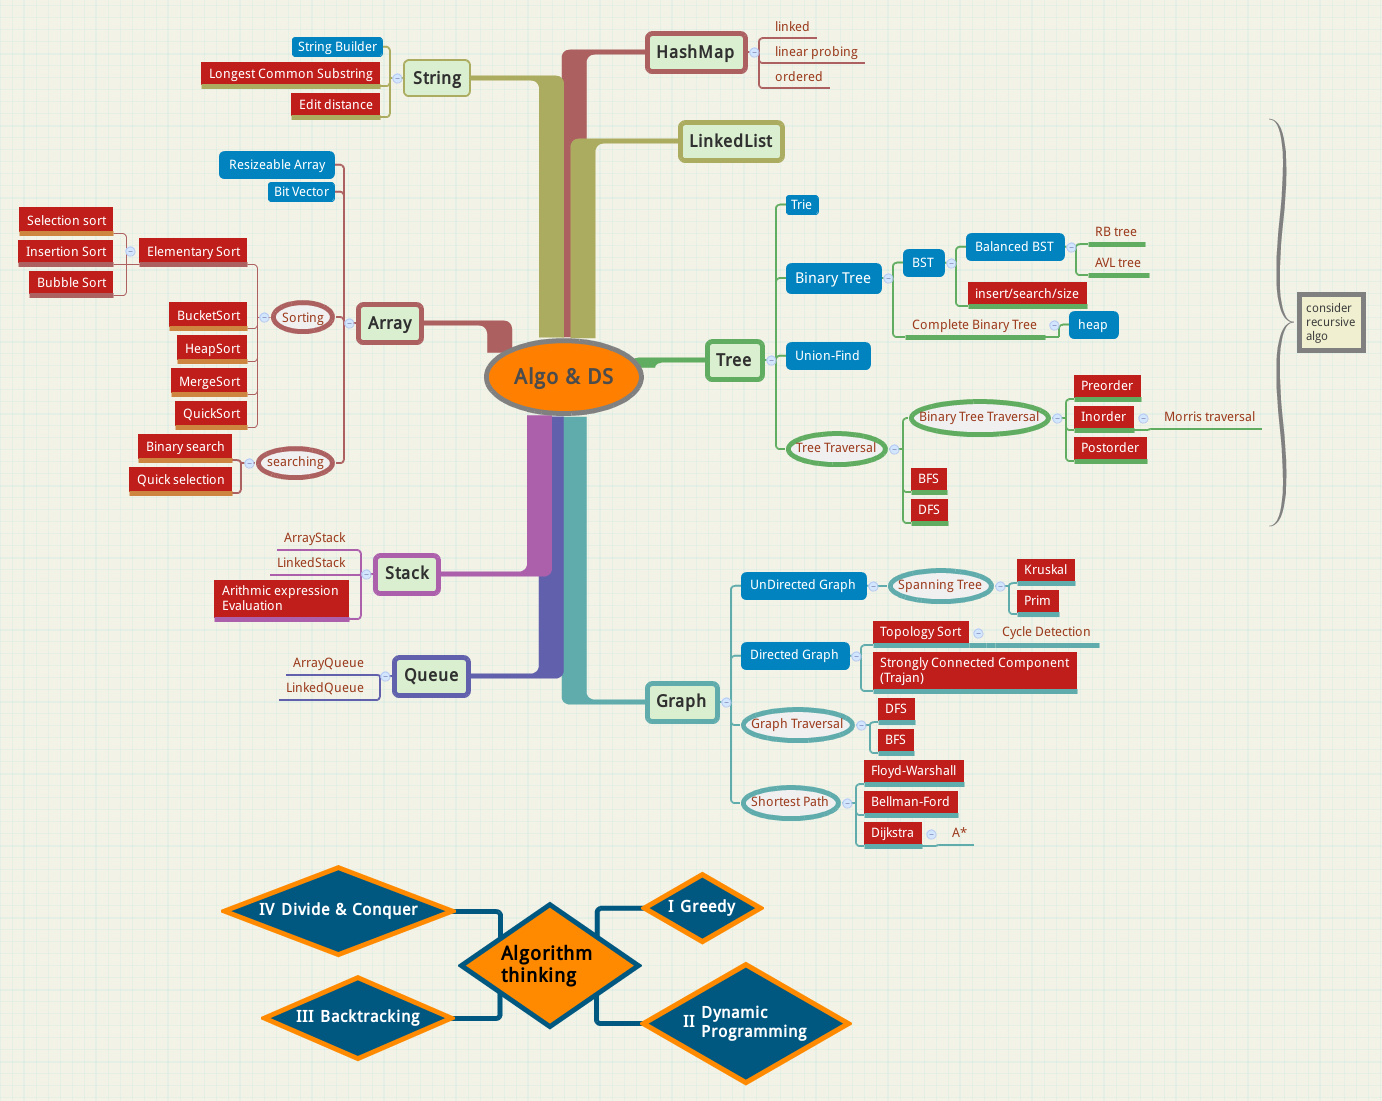 String Builder
Longest Common Substring
Edit distance
String
HashMap
linked
linear probing
ordered
LinkedList
Resizeable Array
Bit Vector
Selection sort
Insertion Sort
Bubble Sort
Elementary Sort
BucketSort
HeapSort
MergeSort
QuickSort
Sorting
Array
Binary search
Quick selection
searching
Algo & DS
Tree
Trie
Binary Tree
BST
Balanced BST
RB tree
AVL tree
insert/search/size
Complete Binary Tree
heap
Union-Find
Tree Traversal
Binary Tree Traversal
Preorder
Inorder
Morris traversal
Postorder
BFS
DFS
consider
recursive
algo
ArrayStack
LinkedStack
Arithmic expression
Evaluation
Stack
ArrayQueue
LinkedQueue
Queue
Graph
UnDirected Graph
Spanning Tree
Kruskal
Prim
Directed Graph
Topology Sort
Cycle Detection
Strongly Connected Component
(Trajan)
Graph Traversal
DFS
BFS
Shortest Path
Floyd-Warshall
Bellman-Ford
Dijkstra
A*
IV Divide & Conquer
I Greedy
Algorithm
thinking
III Backtracking
II Dynamic
Programming